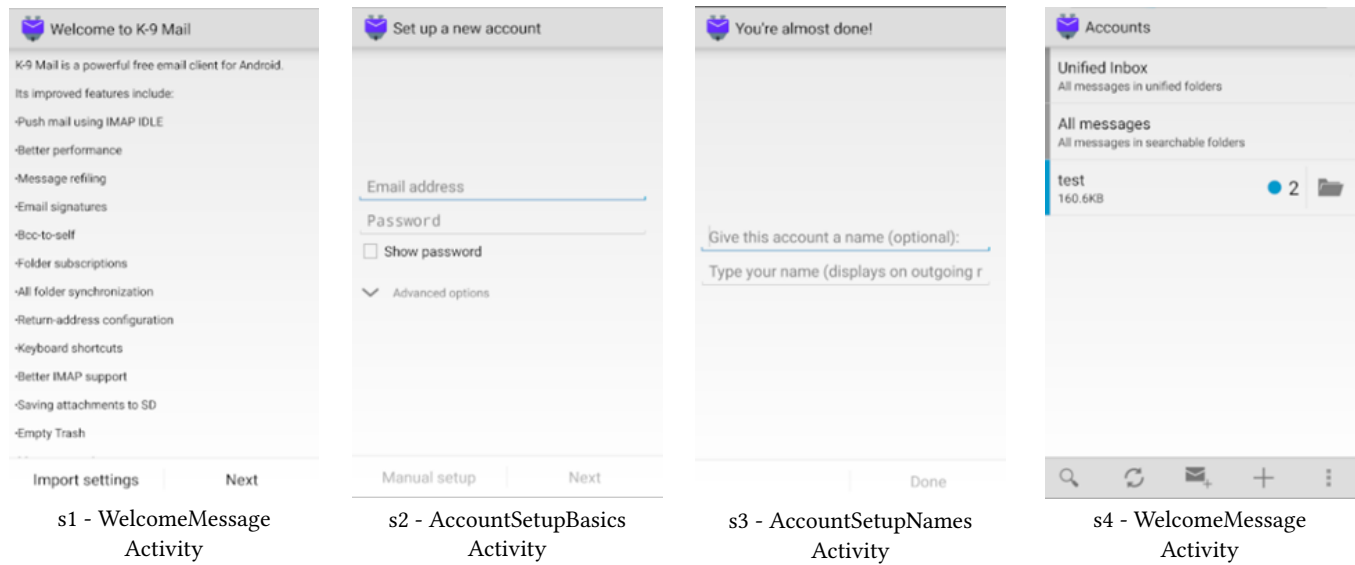 Welcome to K-9 Mail
K-9 Mail is a powerful free email client for Android.
Its improved features include:
•Push mail using IMAP IDLE
•Better performance
•Message refiling
•Email signatures
•Bcc-to-self
•Folder subscriptions
•All folder synchronization
•Return-address configuration
•Keyboard shortcuts
•Better IMAP support
•Saving attachments to SD
•Empty Trash
Import settings Next
s1 - WelcomeMessage
Activity
Set up a new account
Email address
Password
Show password
Advanced options
Manual setup Next
s2 - AccountSetupBasics
Activity
You're almost done!
Give this account a name (optional):
Type your name (displays on outgoing
Done
s3 - AccountSetupNames
Activity
Accounts
Unified Inbox
All messages in unified folders
All messages
All messages in searchable folders
test
2
160.6KB
s4 - WelcomeMessage
Activity